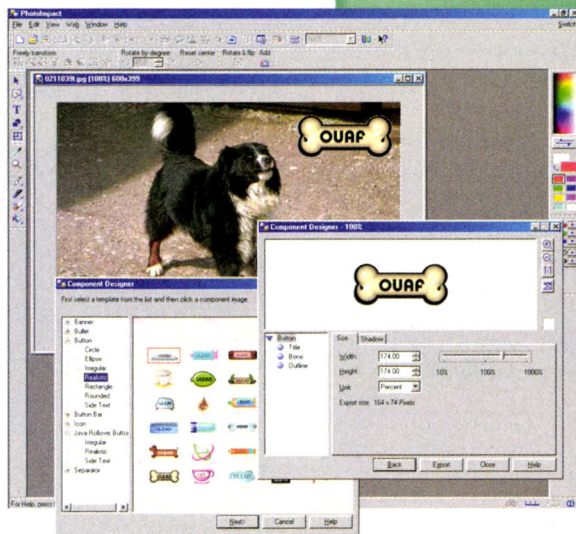 PhotoImpact
File Edit View Web Window Help
Switch
Freely transform Rotate by degree Reset center Rotate & flip Add
0211039l.jpg (100%) 600x399
OUAF
Component Designer - 100%
OUAF
Button
Title
Bone
Outline
Size Shadow
Width: 174.00
Height: 174.00
10% 100% 1000%
Unit: Percent
Export size: 164 x 74 Pixels
Back Export Close Help
Component Designer
First select a template from the list and then click a component image.
Banner
Bullet
Button
Circle
Ellipse
Irregular
Realistic
Rectangle
Rounded
Side Text
Button Bar
Icon
Java Rollover Button
Irregular
Realistic
Side Text
Separator
Next> Cancel Help
For Help, press